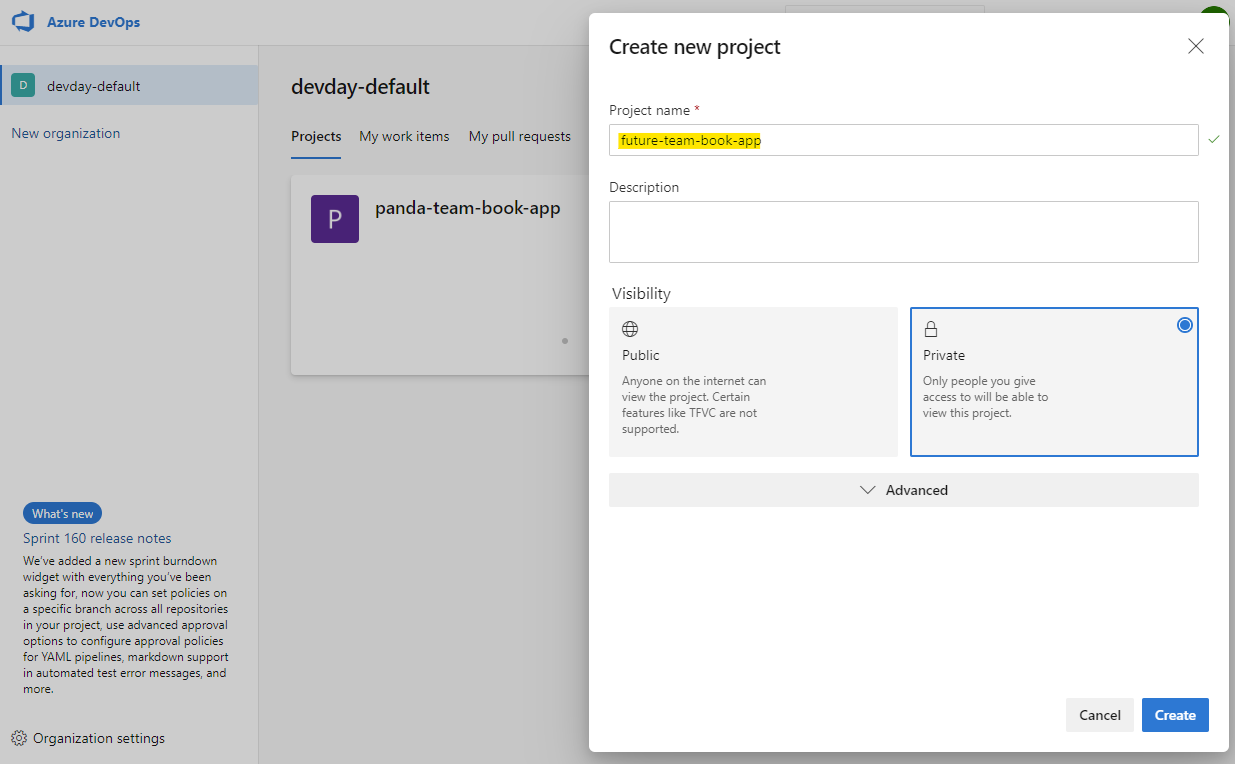 Azure DevOps
D
devday-default
New organization
What's new
Sprint 160 release notes
We've added a new sprint burndown
widget with everything you've been
asking for, now you can set policies on
a specific branch across all repositories
in your project, use advanced approval
options to configure approval policies
for YAML pipelines, markdown support
in automated test error messages, and
more.
Organization settings
devday-default
Projects My work items My pull requests
P
panda-team-book-app
Create new project
Project name *
future-team-book-app
Description
Visibility
Public
Anyone on the internet can
view the project. Certain
features like TFVC are not
supported.
Private
Only people you give
access to will be able to
view this project.
Advanced
Cancel Create